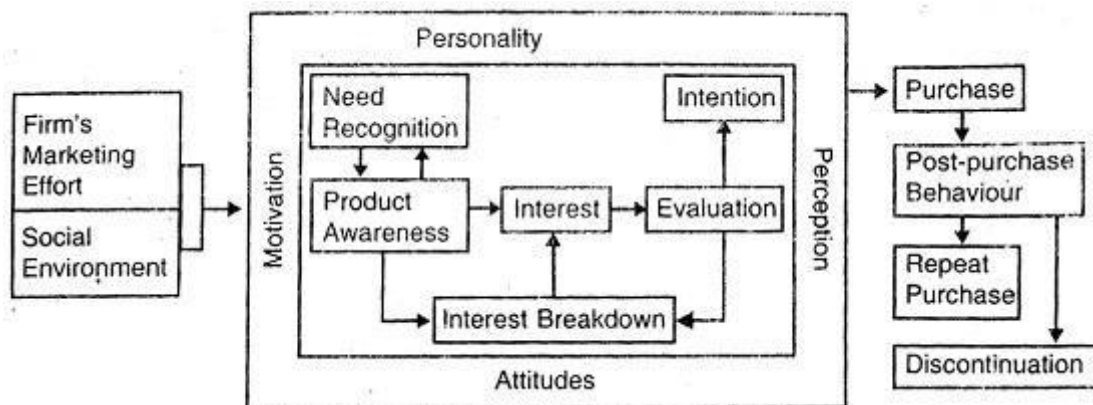 Firm's
Marketing
Effort
Social
Environment
Personality
Motivation
Need
Recognition
Product
Awareness
Interest
Evaluation
Intention
Interest Breakdown
Attitudes
Perception
Purchase
Post-purchase
Behaviour
Repeat
Purchase
Discontinuation